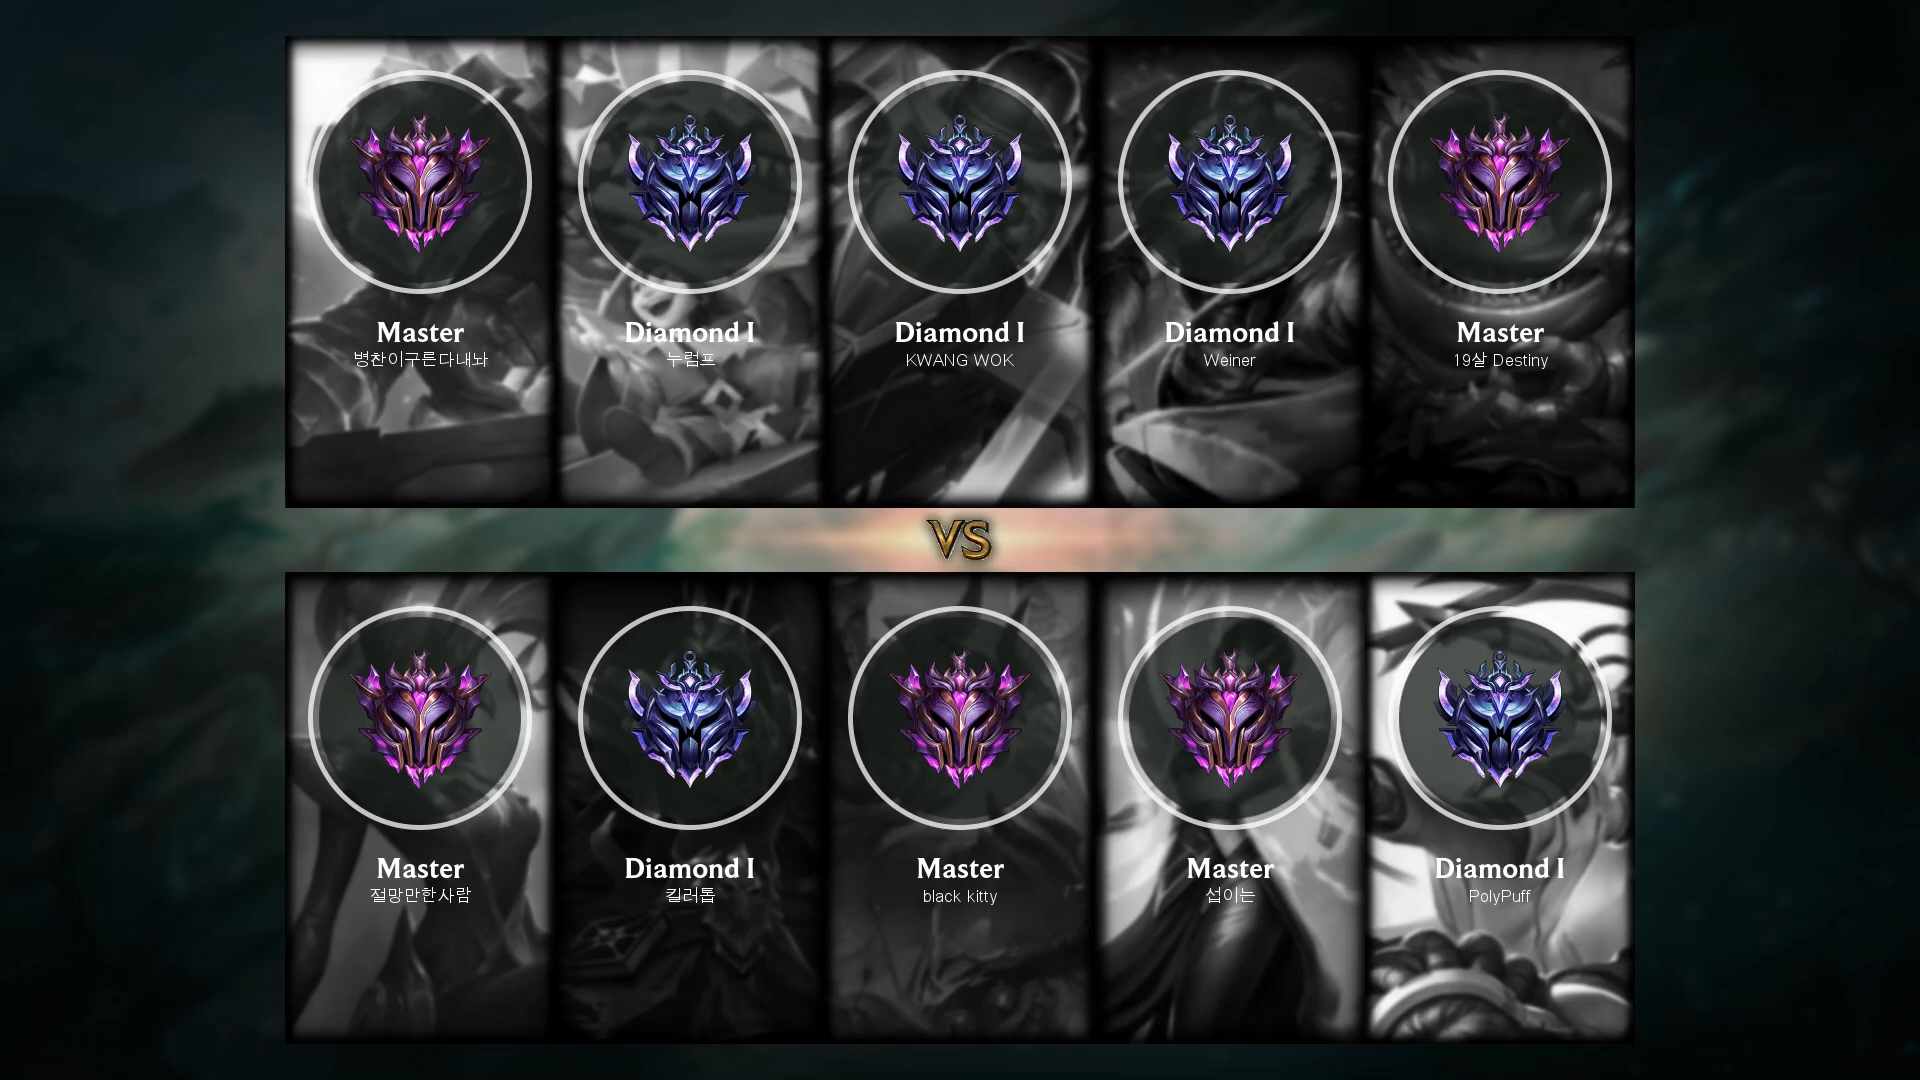 Master
병찬이구른다내놔
Diamond I
누럼프
Diamond I
KWANG WOK
Diamond I
Weiner
Master
19살 Destiny
VS
Master
절망만한사람
Diamond I
킬러톱
Master
black kitty
Master
섭이는
Diamond I
PolyPuff